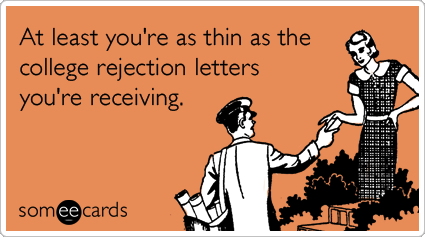 At least you're as thin as the
college rejection letters
you're receiving.
someecards